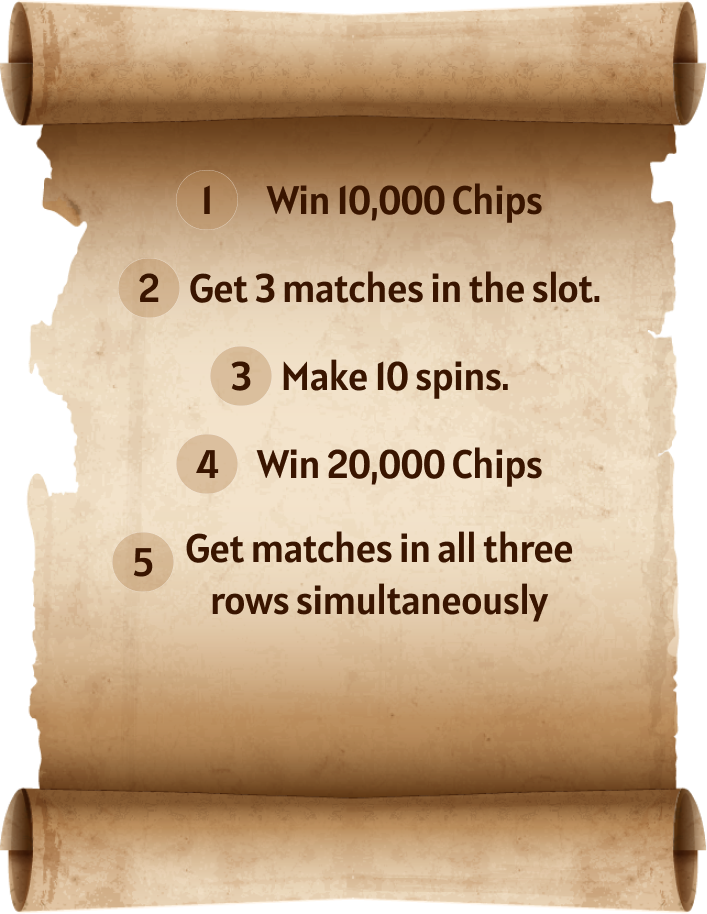 1 Win 10,000 Chips
2 Get 3 matches in the slot.
3 Make 10 spins.
4 Win 20,000 Chips
5 Get matches in all three
rows simultaneously